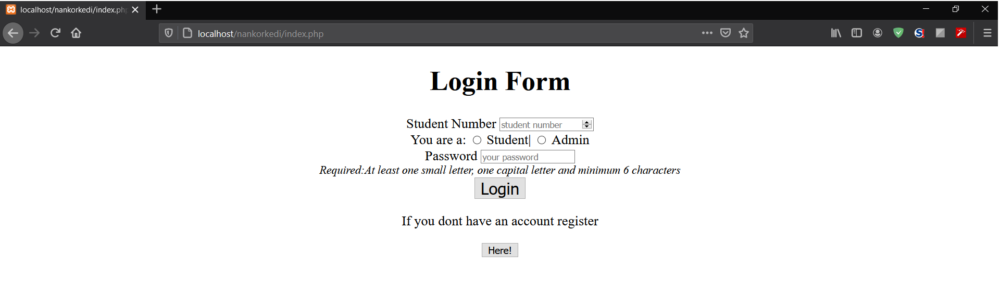 localhost/nankorkedi/index.php
localhost/nankorkedi/index.php
Login Form
Student Number student number
You are a: Student| Admin
Password your password
Required:At least one small letter, one capital letter and minimum 6 characters
Login
If you dont have an account register
Here!